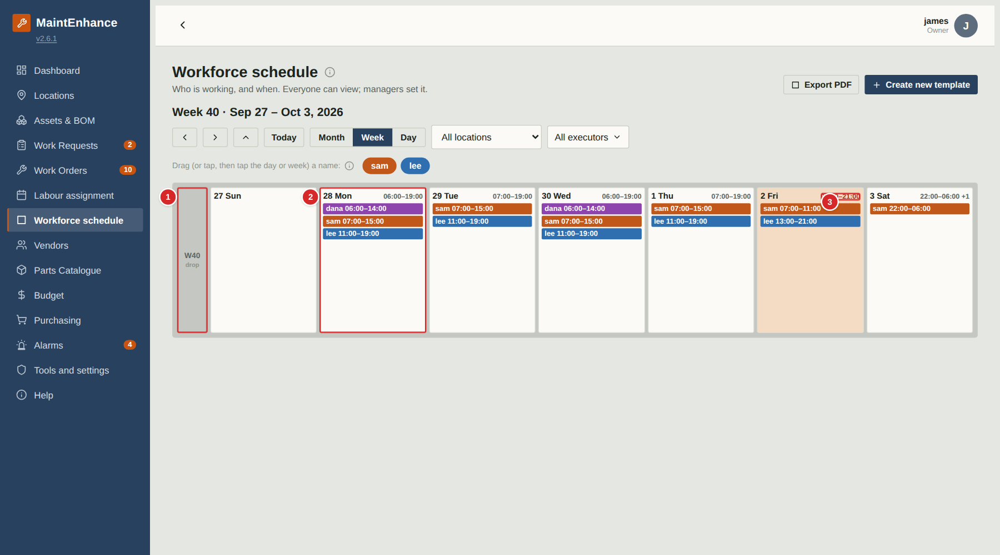 MaintEnhance
v2.6.1
Dashboard
Locations
Assets & BOM
Work Requests 2
Work Orders 10
Labour assignment
Workforce schedule
Vendors
Parts Catalogue
Budget
Purchasing
Alarms 4
Tools and settings
Help
james
Owner
J
Workforce schedule
Who is working, and when. Everyone can view; managers set it.
Export PDF
Create new template
Week 40 · Sep 27 – Oct 3, 2026
Today
Month Week Day
All locations
All executors
Drag (or tap, then tap the day or week) a name:
sam lee
1
W40
drop
27 Sun
2
28 Mon 06:00–19:00
dana 06:00–14:00
sam 07:00–15:00
lee 11:00–19:00
29 Tue 07:00–19:00
sam 07:00–15:00
lee 11:00–19:00
30 Wed 06:00–19:00
dana 06:00–14:00
sam 07:00–15:00
lee 11:00–19:00
1 Thu 07:00–19:00
sam 07:00–15:00
lee 11:00–19:00
2 Fri –21:00
3
sam 07:00–11:00
lee 13:00–21:00
3 Sat 22:00–06:00 +1
sam 22:00–06:00